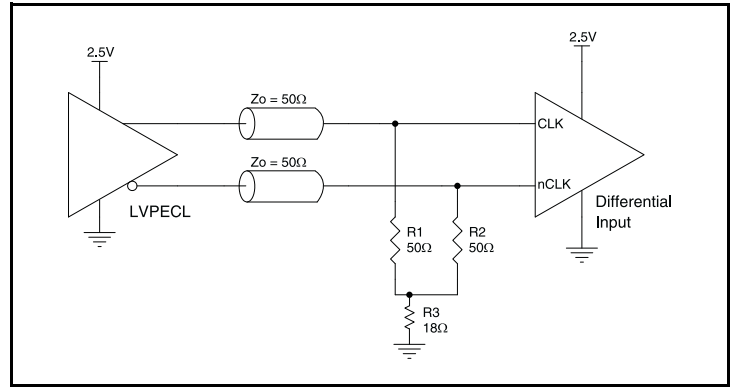 2.5V
2.5V
Zo = 50Ω
CLK
Zo = 50Ω
nCLK
LVPECL
Differential
Input
R1
50Ω
R2
50Ω
R3
18Ω